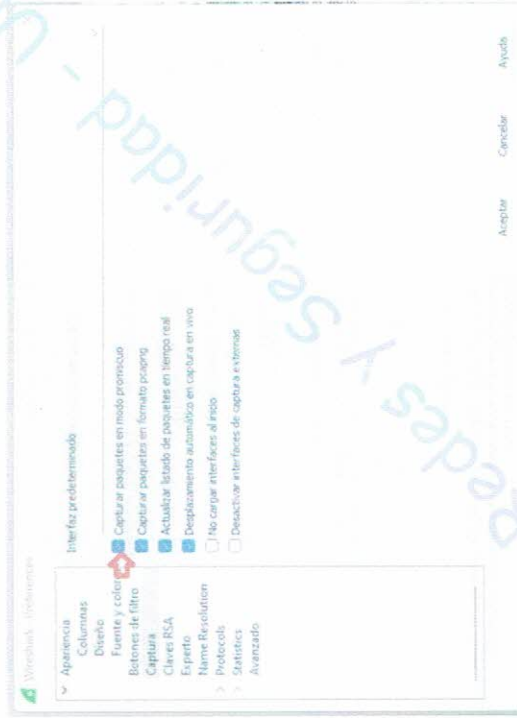 Wireshark · Preferences
Apariencia
Columnas
Diseño
Fuente y color
Botones de filtro
Captura
Claves RSA
Experto
Name Resolution
Protocols
Statistics
Avanzado
Interfaz predeterminado
Capturar paquetes en modo promiscuo
Capturar paquetes en formato pcapng
Actualizar listado de paquetes en tiempo real
Desplazamiento automático en captura en vivo
No cargar interfaces al inicio
Desactivar interfaces de captura externas
Aceptar
Cancelar
Ayuda
Redes y Seguridad - U